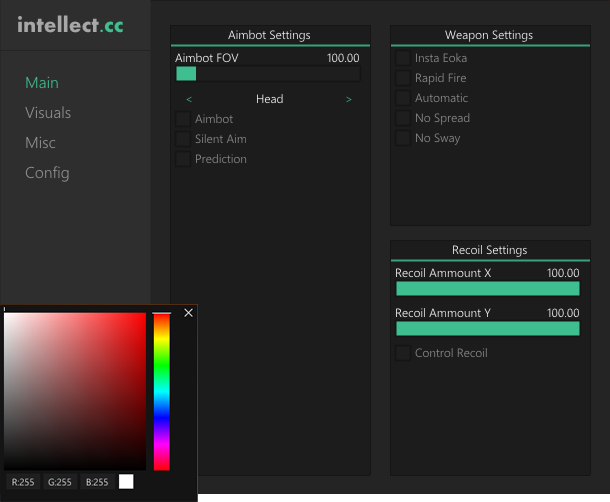 intellect.cc
Main
Visuals
Misc
Config
Aimbot Settings
Aimbot FOV 100.00
< Head >
Aimbot
Silent Aim
Prediction
Weapon Settings
Insta Eoka
Rapid Fire
Automatic
No Spread
No Sway
Recoil Settings
Recoil Ammount X 100.00
Recoil Ammount Y 100.00
Control Recoil
R:255 G:255 B:255